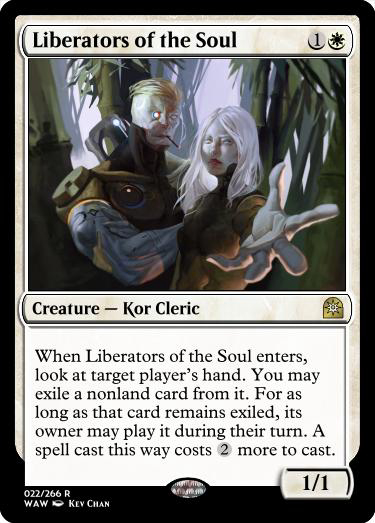 Liberators of the Soul 1
Creature — Kor Cleric
When Liberators of the Soul enters,
look at target player's hand. You may
exile a nonland card from it. For as
long as that card remains exiled, its
owner may play it during their turn. A
spell cast this way costs 2 more to cast.
1/1
022/266 R
WAW Kev Chan